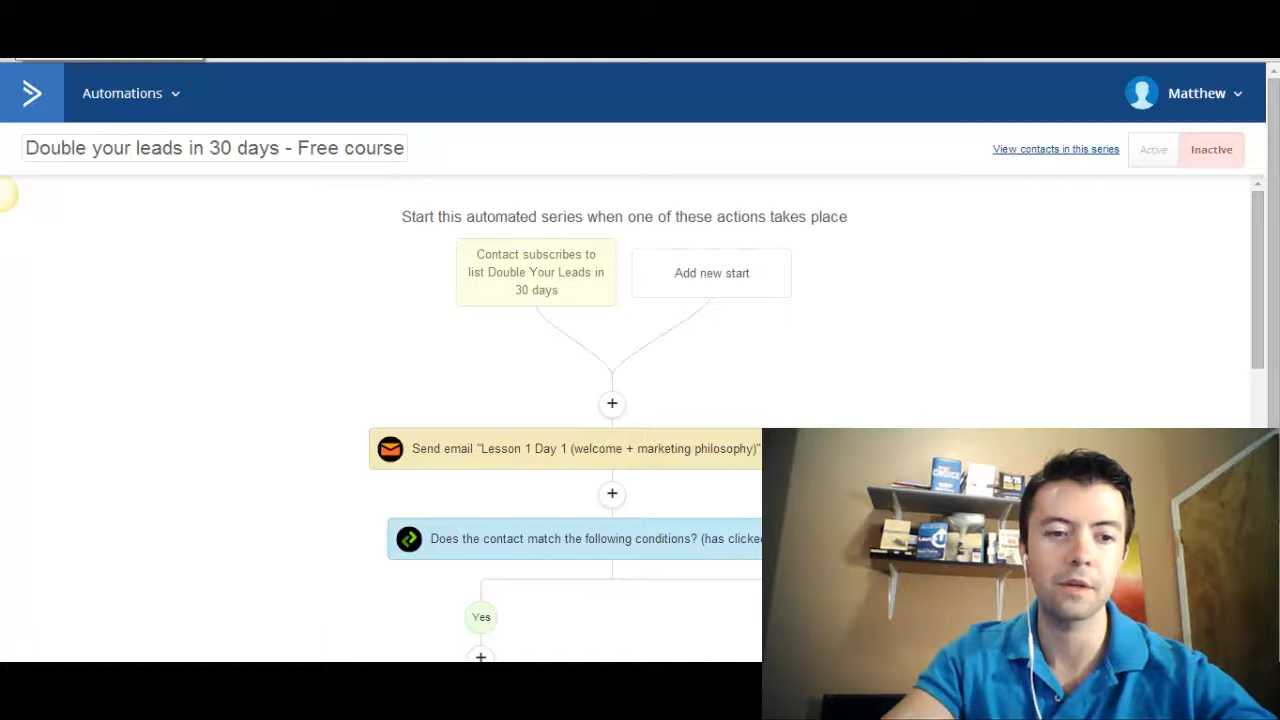 Automations
Matthew
Double your leads in 30 days - Free course
View contacts in this series
Active
Inactive
Start this automated series when one of these actions takes place
Contact subscribes to
list Double Your Leads in
30 days
Add new start
+
Send email "Lesson 1 Day 1 (welcome + marketing philosophy)"
+
Does the contact match the following conditions? (has clicked
Yes
+